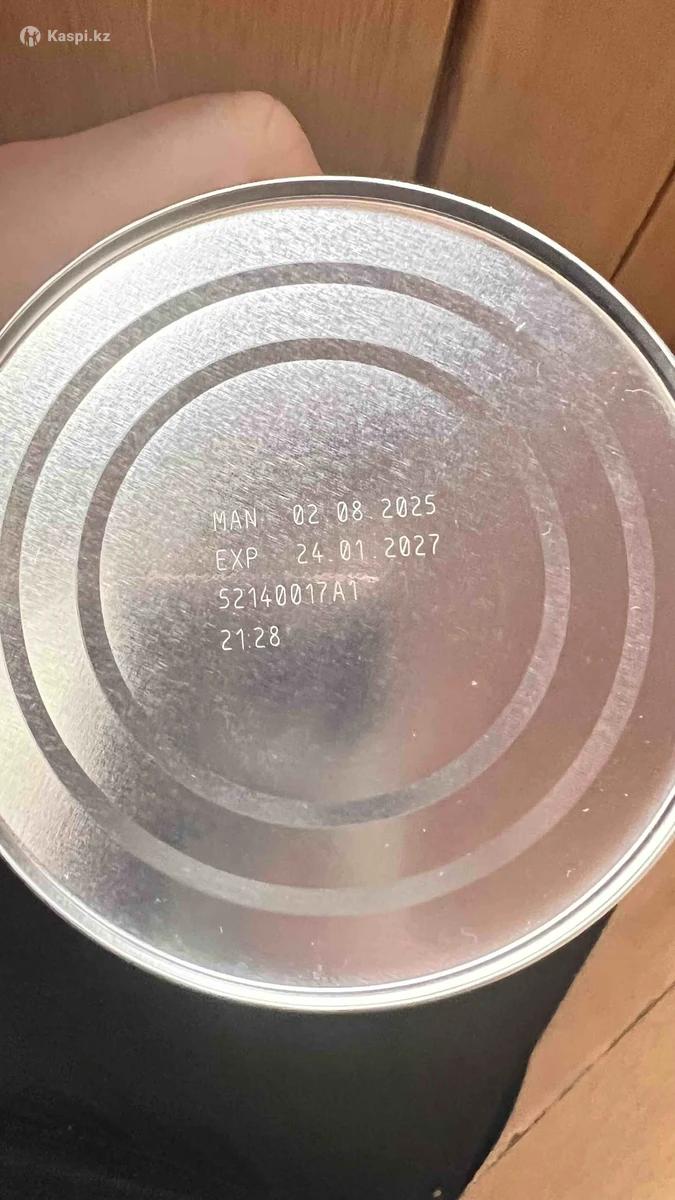 Kaspi.kz
MAN 02.08.2025
EXP 24.01.2027
52140017A1
21:28